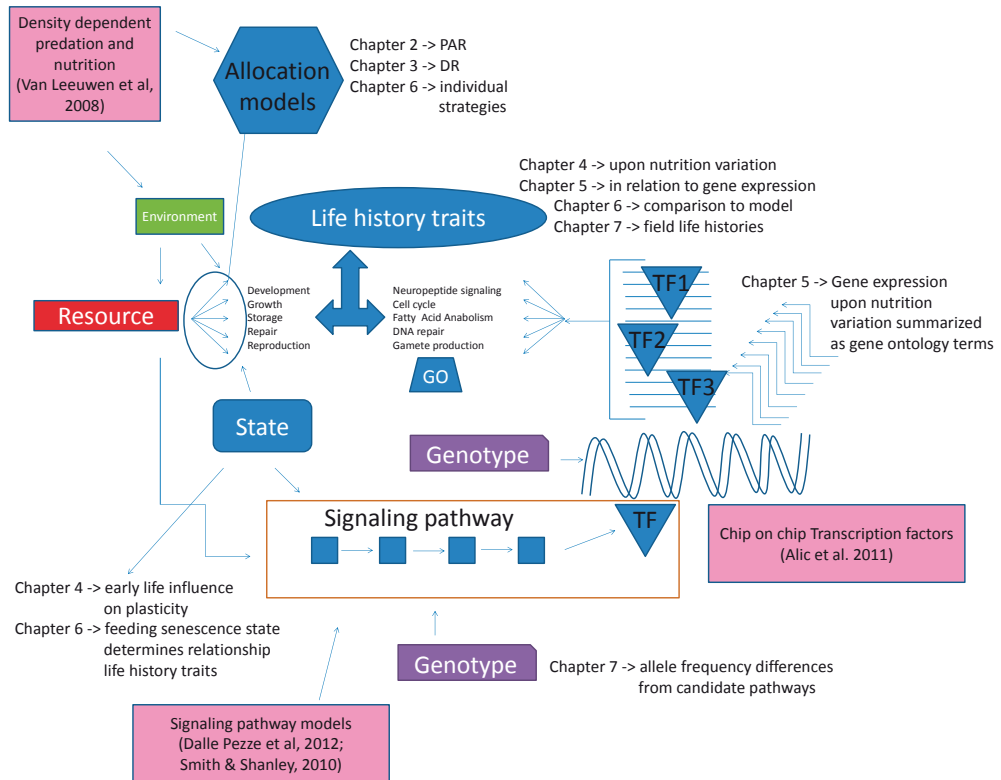 Density dependent
predation and
nutrition
(Van Leeuwen et al,
2008)
Allocation
models
Chapter 2 -> PAR
Chapter 3 -> DR
Chapter 6 -> individual
strategies
Chapter 4 -> upon nutrition variation
Chapter 5 -> in relation to gene expression
Chapter 6 -> comparison to model
Chapter 7 -> field life histories
Life history traits
Environment
Resource
Development
Growth
Storage
Repair
Reproduction
Neuropeptide signaling
Cell cycle
Fatty Acid Anabolism
DNA repair
Gamete production
GO
TF1
TF2
TF3
Chapter 5 -> Gene expression
upon nutrition
variation summarized
as gene ontology terms
State
Genotype
Signaling pathway
TF
Chip on chip Transcription factors
(Alic et al. 2011)
Chapter 4 -> early life influence
on plasticity
Chapter 6 -> feeding senescence state
determines relationship
life history traits
Genotype
Chapter 7 -> allele frequency differences
from candidate pathways
Signaling pathway models
(Dalle Pezze et al, 2012;
Smith & Shanley, 2010)